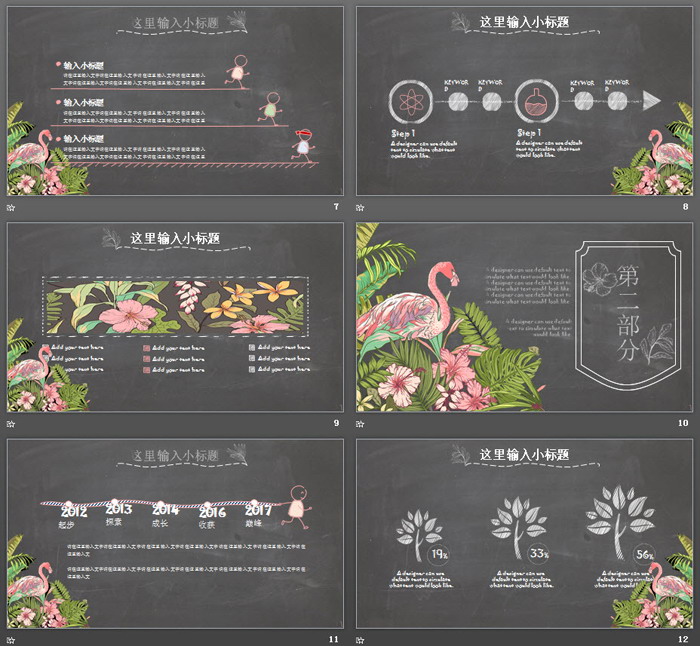 这里输入小标题
输入小标题
请在这里输入文字请在这里输入文字请在这里输入
文字请在这里输入文字请在这里输入文字请在这里
输入小标题
请在这里输入文字请在这里输入文字请在这里输入
文字请在这里输入文字请在这里输入文字请在这里
输入小标题
请在这里输入文字请在这里输入文字请在这里输入
文字请在这里输入文字请在这里输入文字请在这里
7
这里输入小标题
KEYWOR
D
KEYWOR
D
KEYWOR
D
KEYWOR
D
Step 1
A designer can use default
text to simulate what text
would look like.
Step 1
A designer can use default
text to simulate what text
would look like.
8
这里输入小标题
Add your text here
Add your text here
Add your text here
Add your text here
Add your text here
Add your text here
Add your text here
Add your text here
Add your text here
9
A designer can use default text to
simulate what text would look like.
A designer can use default text to
simulate what text would look like.
A designer can use default
text to simulate what text
would look like.
第二部分
10
这里输入小标题
2012
2013
2014
2016
2017
起步
探索
成长
收获
巅峰
请在这里输入文字请在这里输入文字请在这里输入文字请在这里输入文字请在这里输入文字请
在这里输入文
请在这里输入文字请在这里输入文字请在这里输入文字请在这里输入文字请在这里输入文字请
在这里输入文
11
这里输入小标题
19%
33%
56%
A designer can use
default text to simulate
what text would look like.
A designer can use
default text to simulate
what text would look like.
A designer can use
default text to simulate
what text would look like.
12